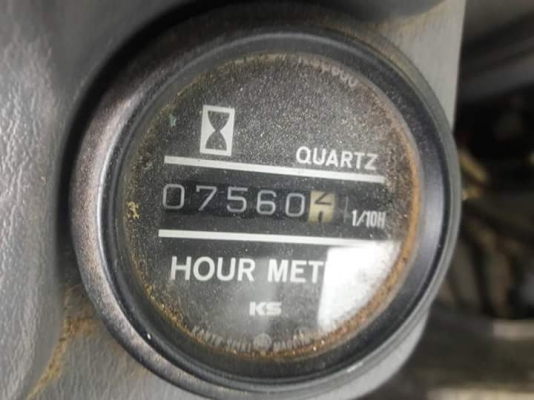 QUARTZ
07560 1/10H
HOUR MET
KS